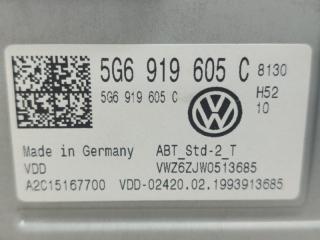 5G6 919 605 C 8130
5G6 919 605 C H52
10
Made in Germany ABT_Std-2_T
VDD VWZ6ZJW0513685
A2C15167700 VDD-02420.02.1993913685